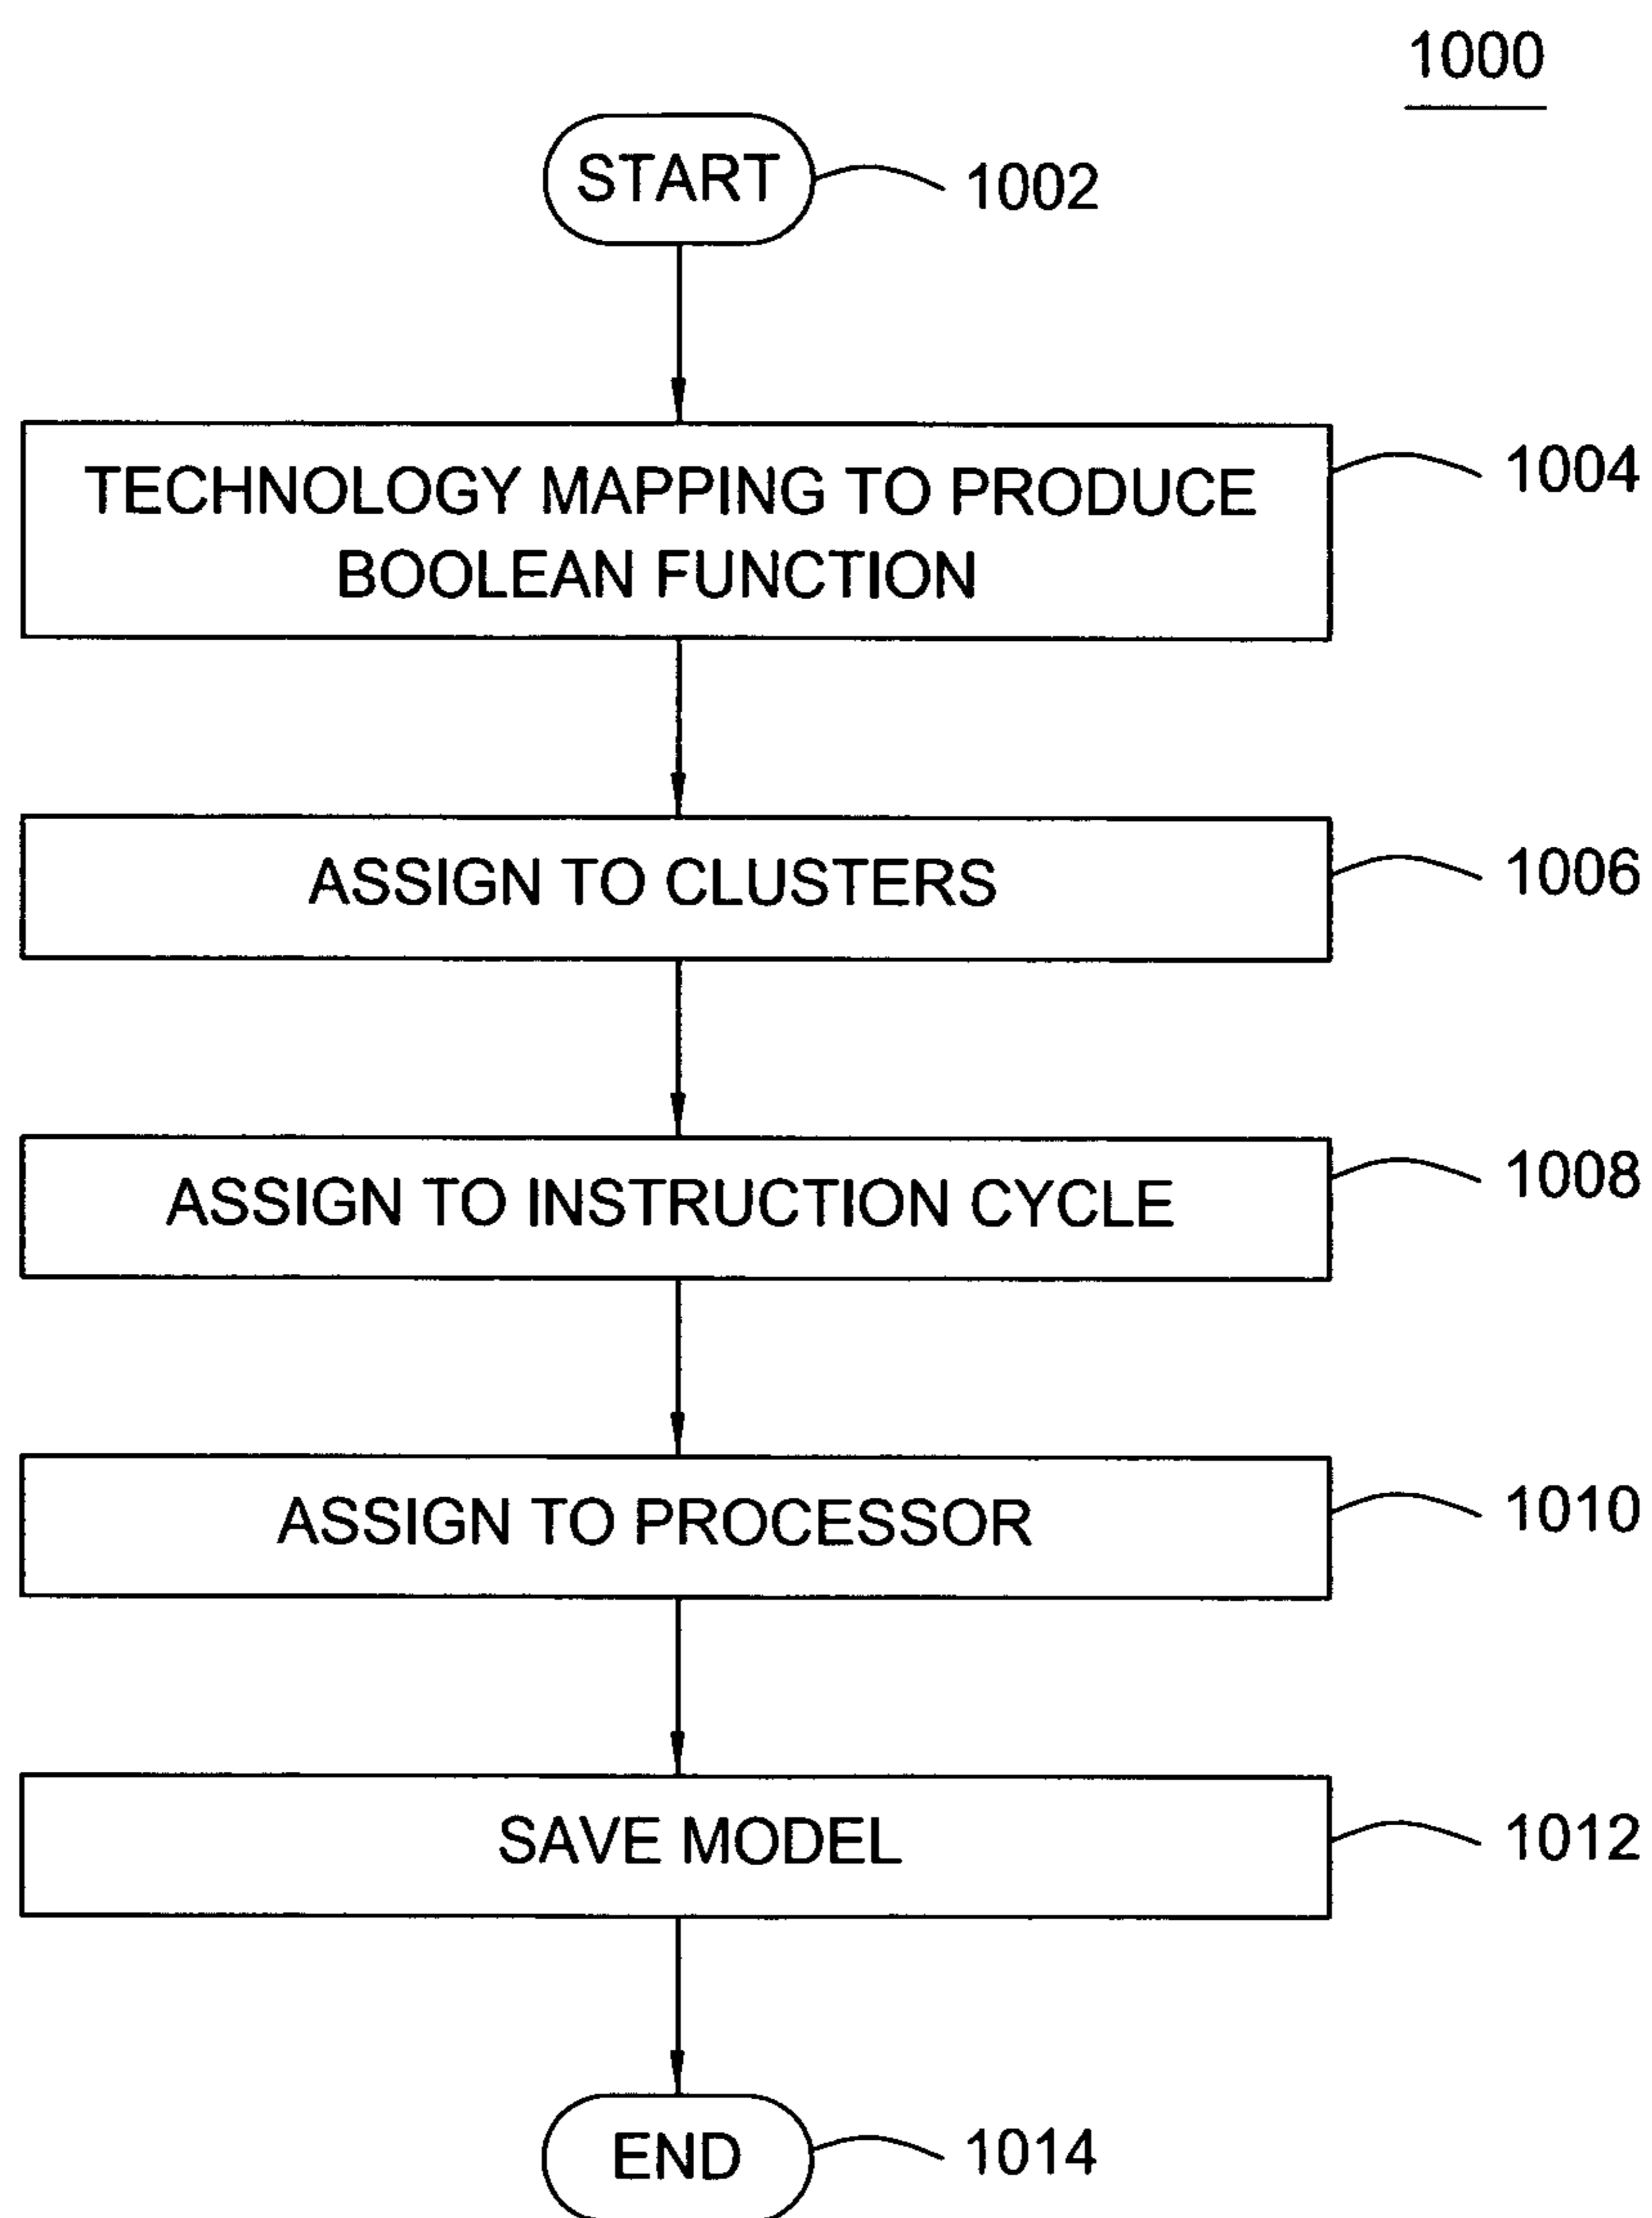 1000
START
1002
TECHNOLOGY MAPPING TO PRODUCE
BOOLEAN FUNCTION
1004
ASSIGN TO CLUSTERS
1006
ASSIGN TO INSTRUCTION CYCLE
1008
ASSIGN TO PROCESSOR
1010
SAVE MODEL
1012
END
1014